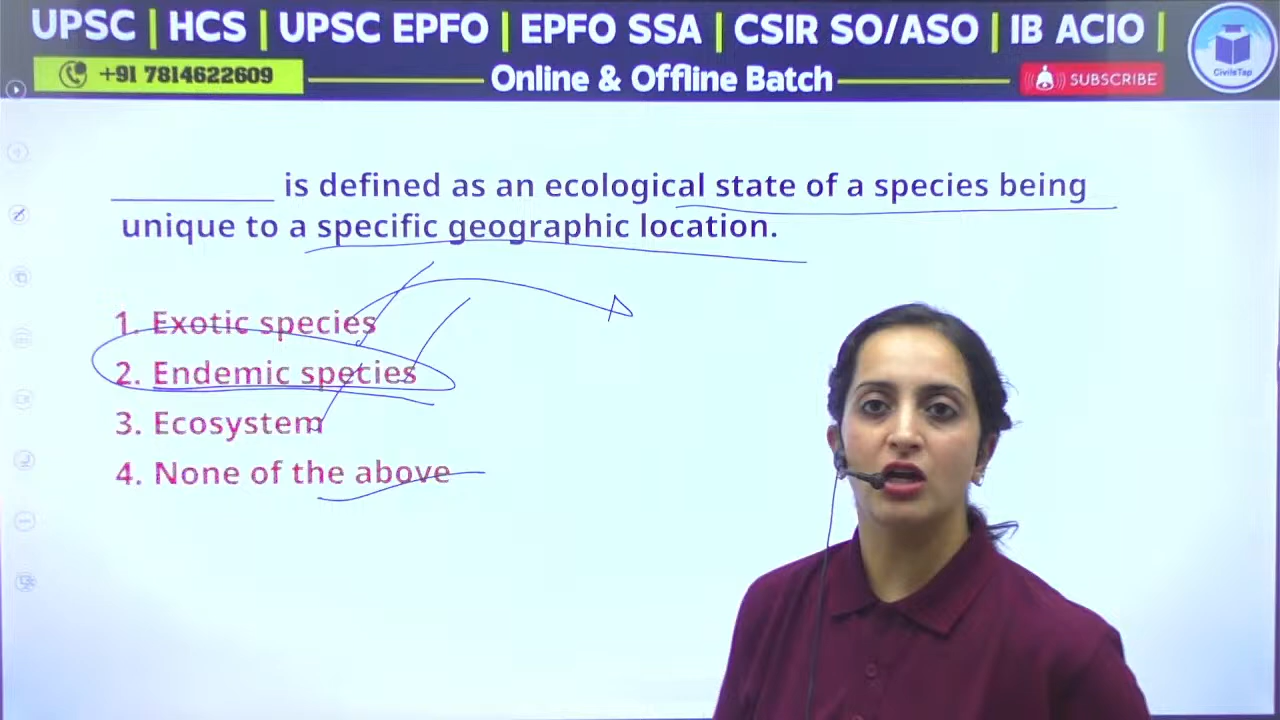 UPSC | HCS | UPSC EPFO | EPFO SSA | CSIR SO/ASO | IB ACIO |
+91 7814622609
Online & Offline Batch
SUBSCRIBE
CivilsTap
__________ is defined as an ecological state of a species being
unique to a specific geographic location.
1. Exotic species
2. Endemic species
3. Ecosystem
4. None of the above